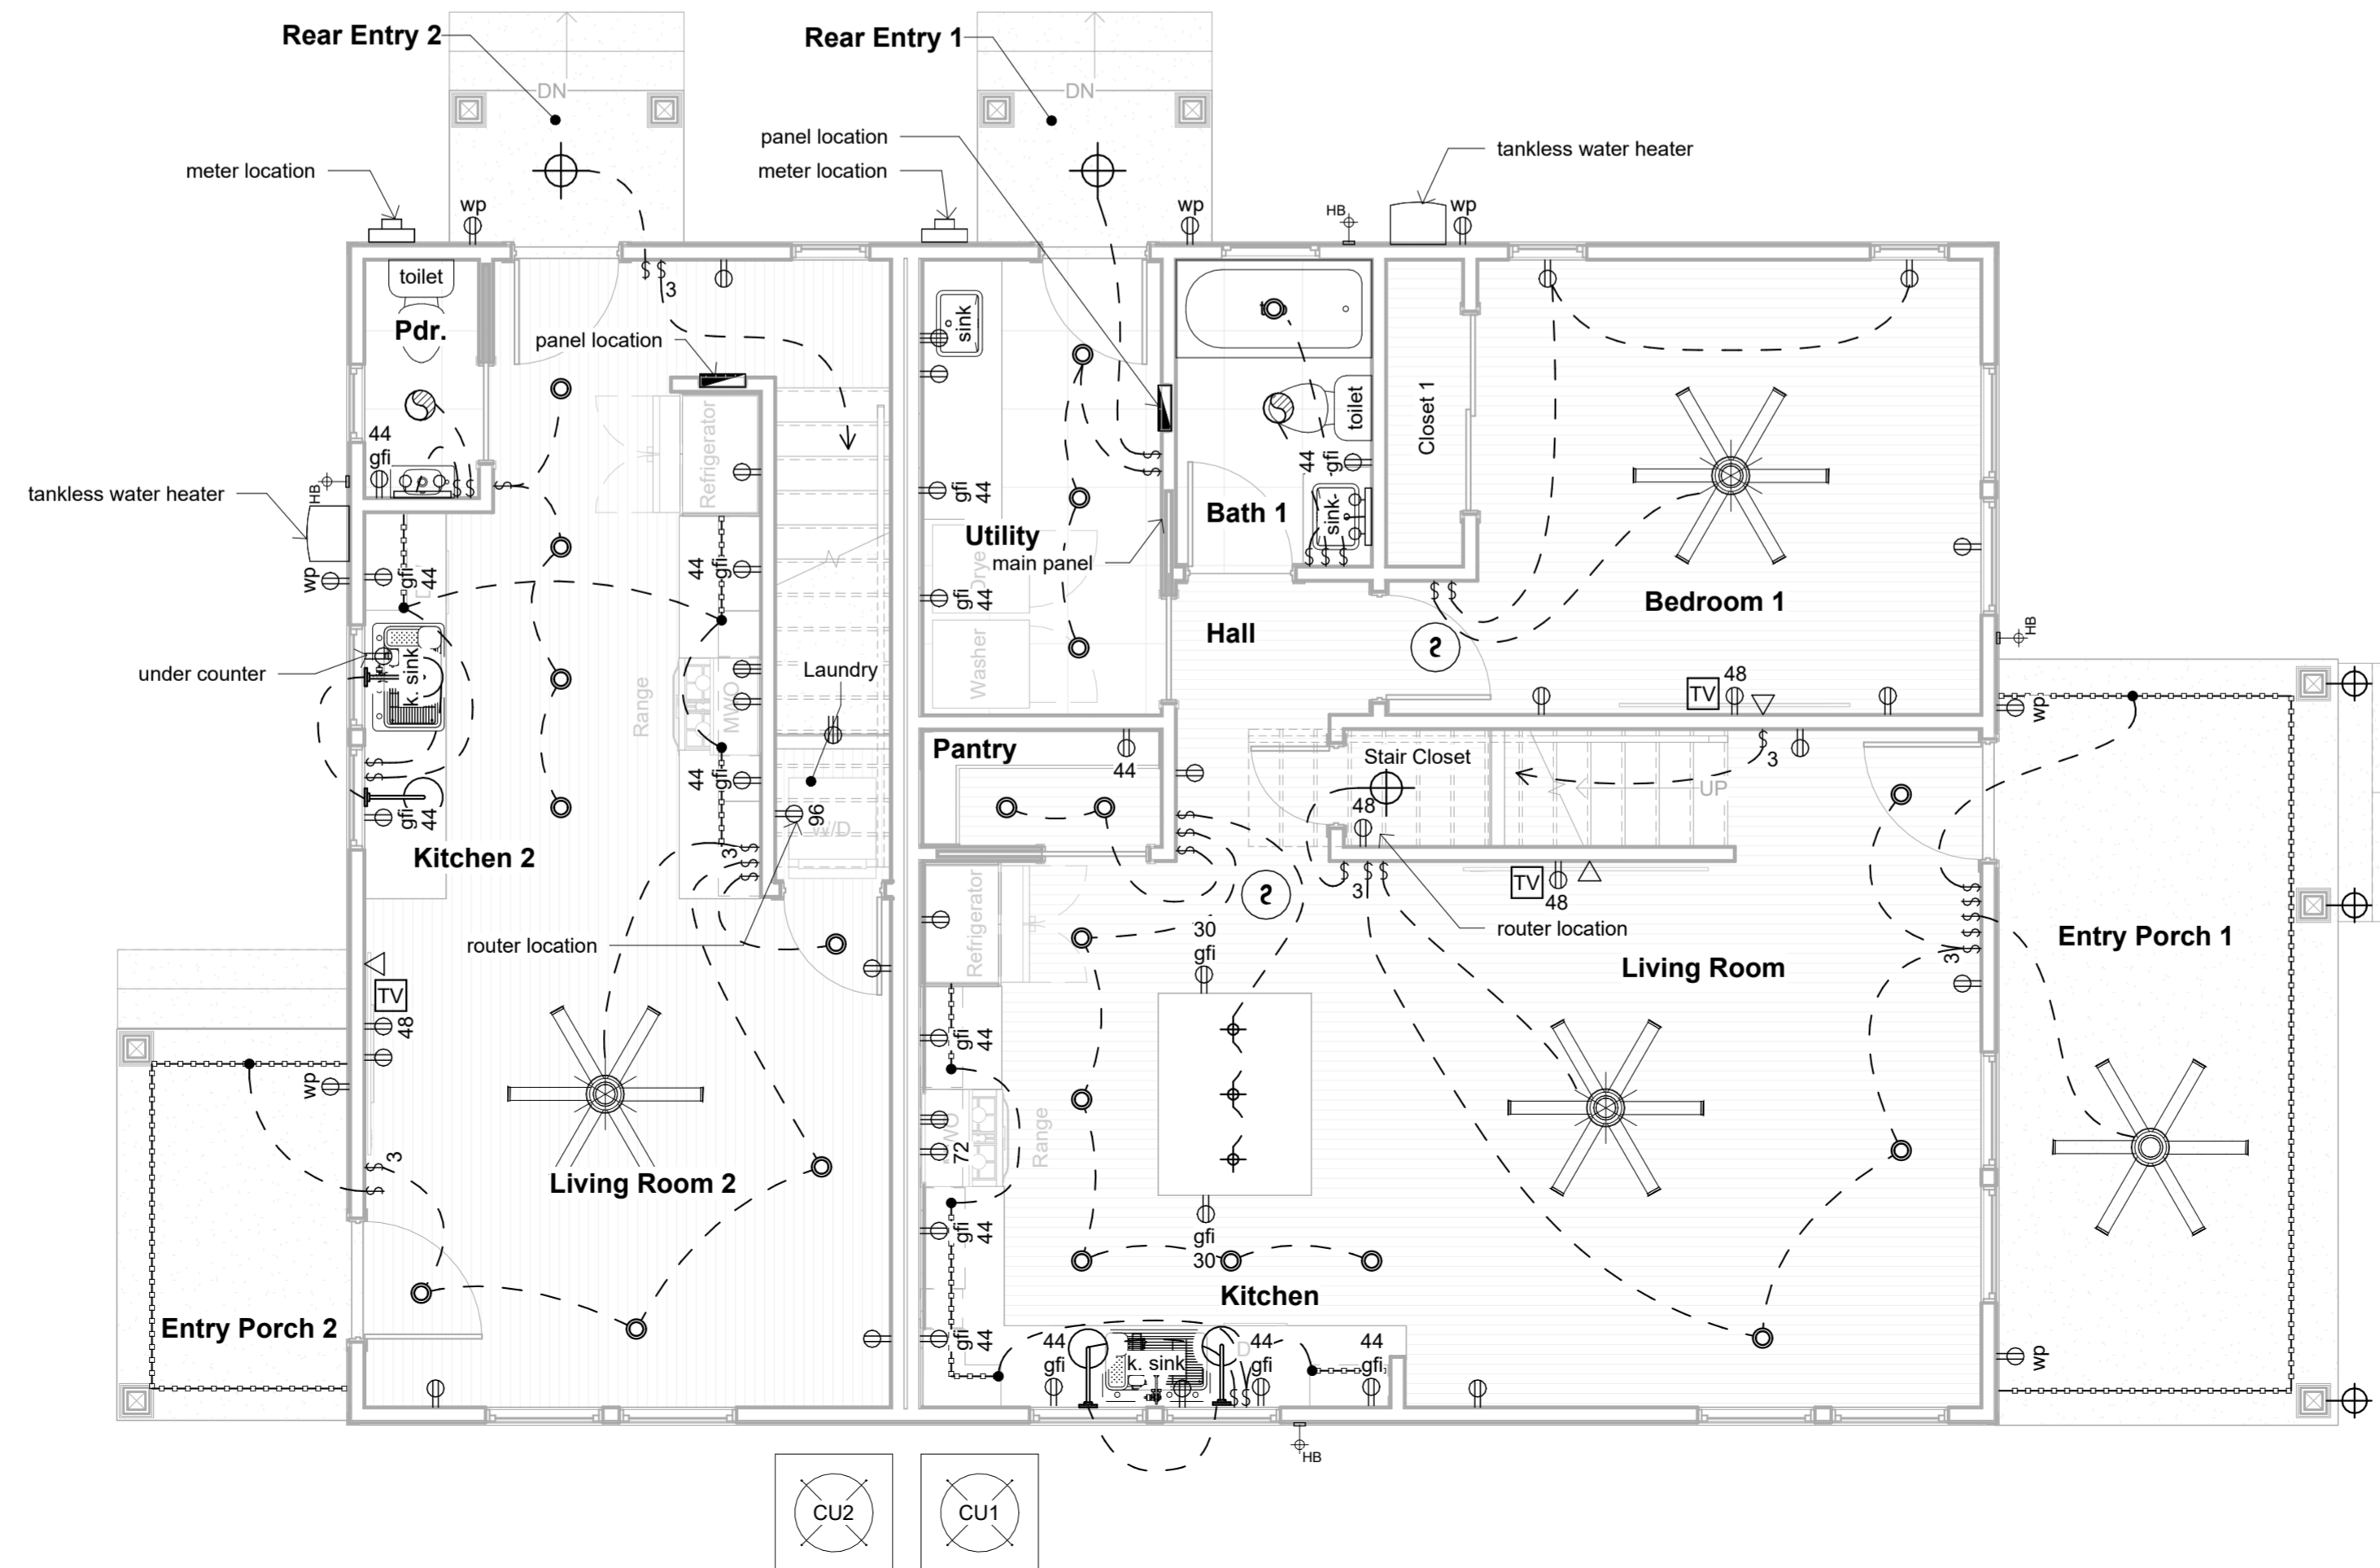 Rear Entry 2
Rear Entry 1
DN
DN
panel location
meter location
meter location
tankless water heater
wp
wp
HB
wp
toilet
Pdr.
3
sink
panel location
44
gfi
Refrigerator
toilet
Closet 1
44
gfi
gfi
44
tankless water heater
HB
Bath 1
sink
Utility
main panel
wp
gfi
44
44
gfi
gfi
44
Bedroom 1
Hall
HB
under counter
k. sink
Range
MWO
Laundry
Washer
TV
48
wp
Pantry
44
Stair Closet
3
UP
48
gfi
44
96
W/D
Kitchen 2
44
gfi
3
3
TV
48
Refrigerator
router location
router location
30
gfi
Living Room
Entry Porch 1
3
TV
48
gfi
44
wp
72
Range
3
Living Room 2
gfi
44
gfi
30
Kitchen
Entry Porch 2
gfi
44
44
gfi
k. sink
44
gfi
44
gfi
wp
HB
CU2
CU1